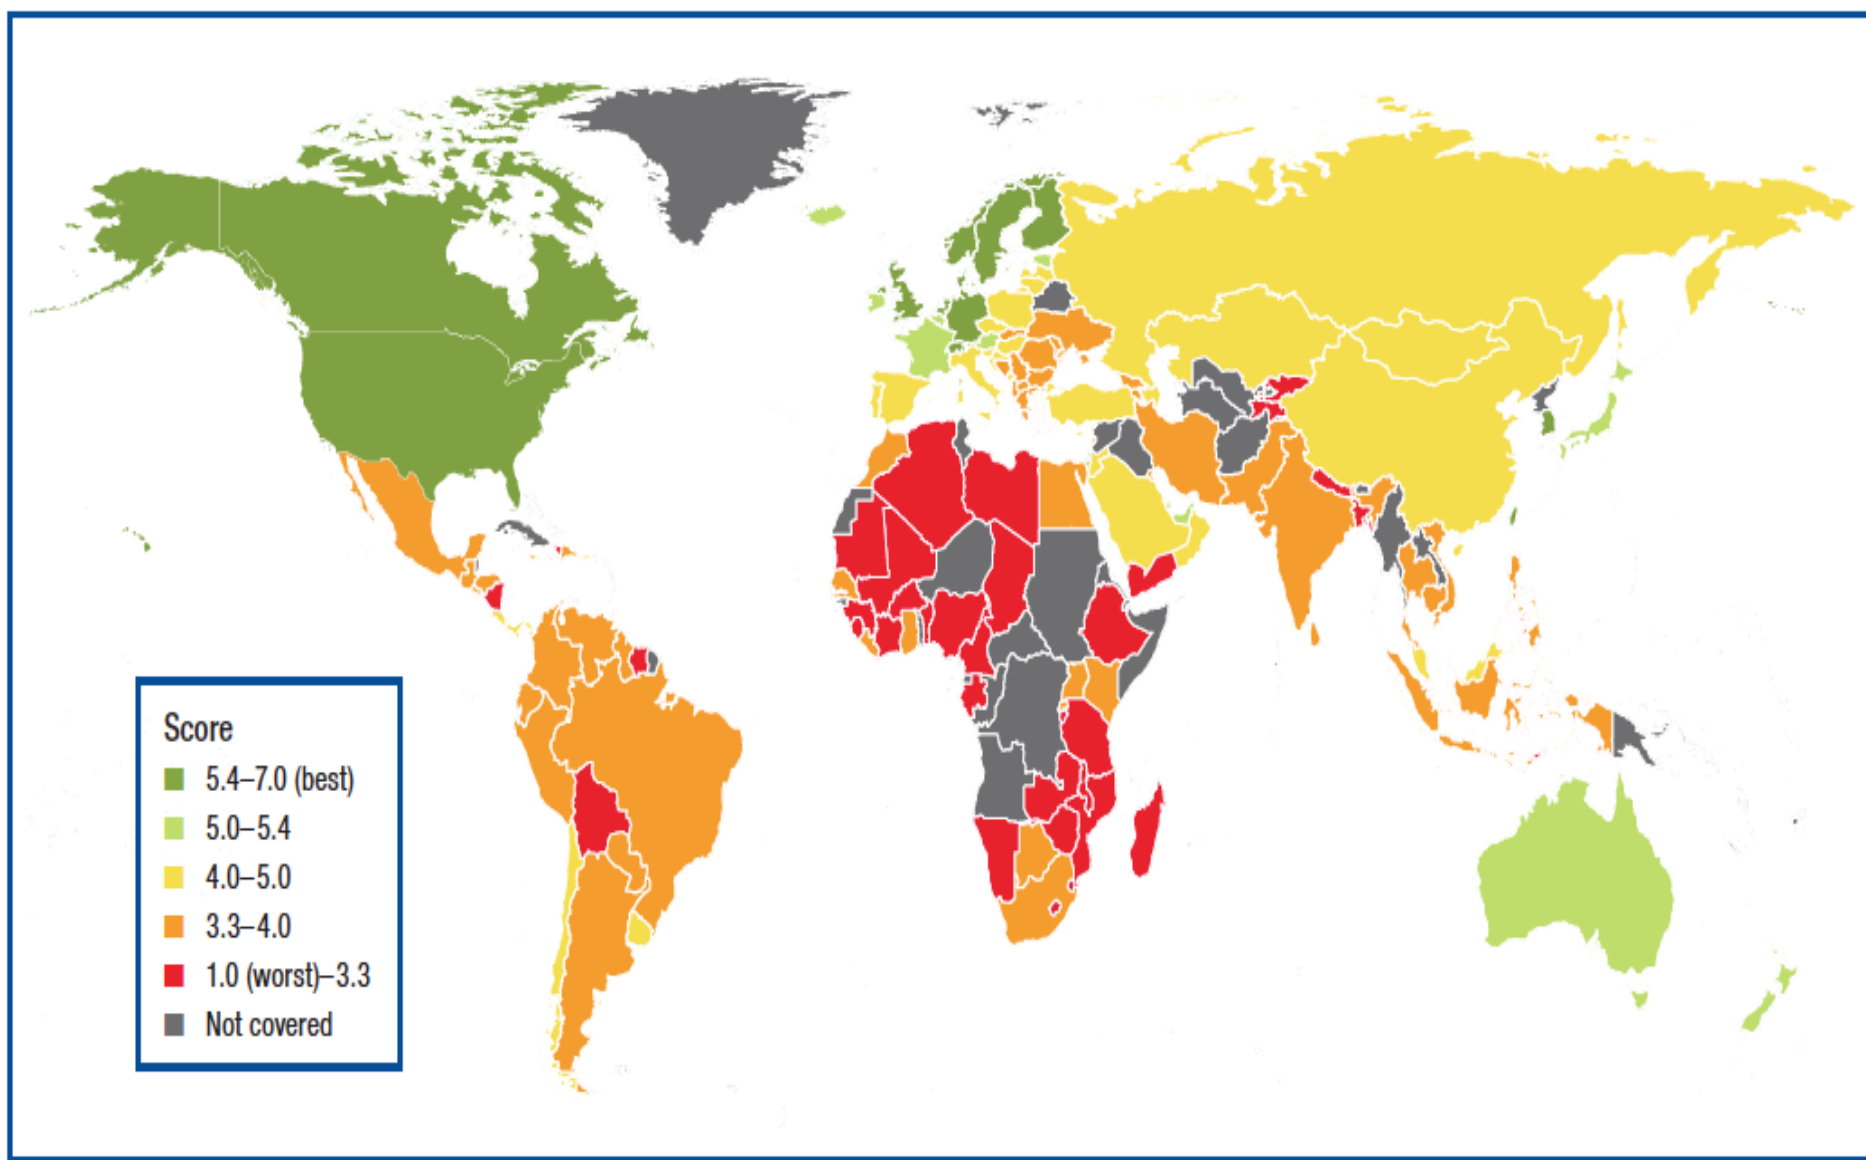 Score
5.4–7.0 (best)
5.0–5.4
4.0–5.0
3.3–4.0
1.0 (worst)–3.3
Not covered